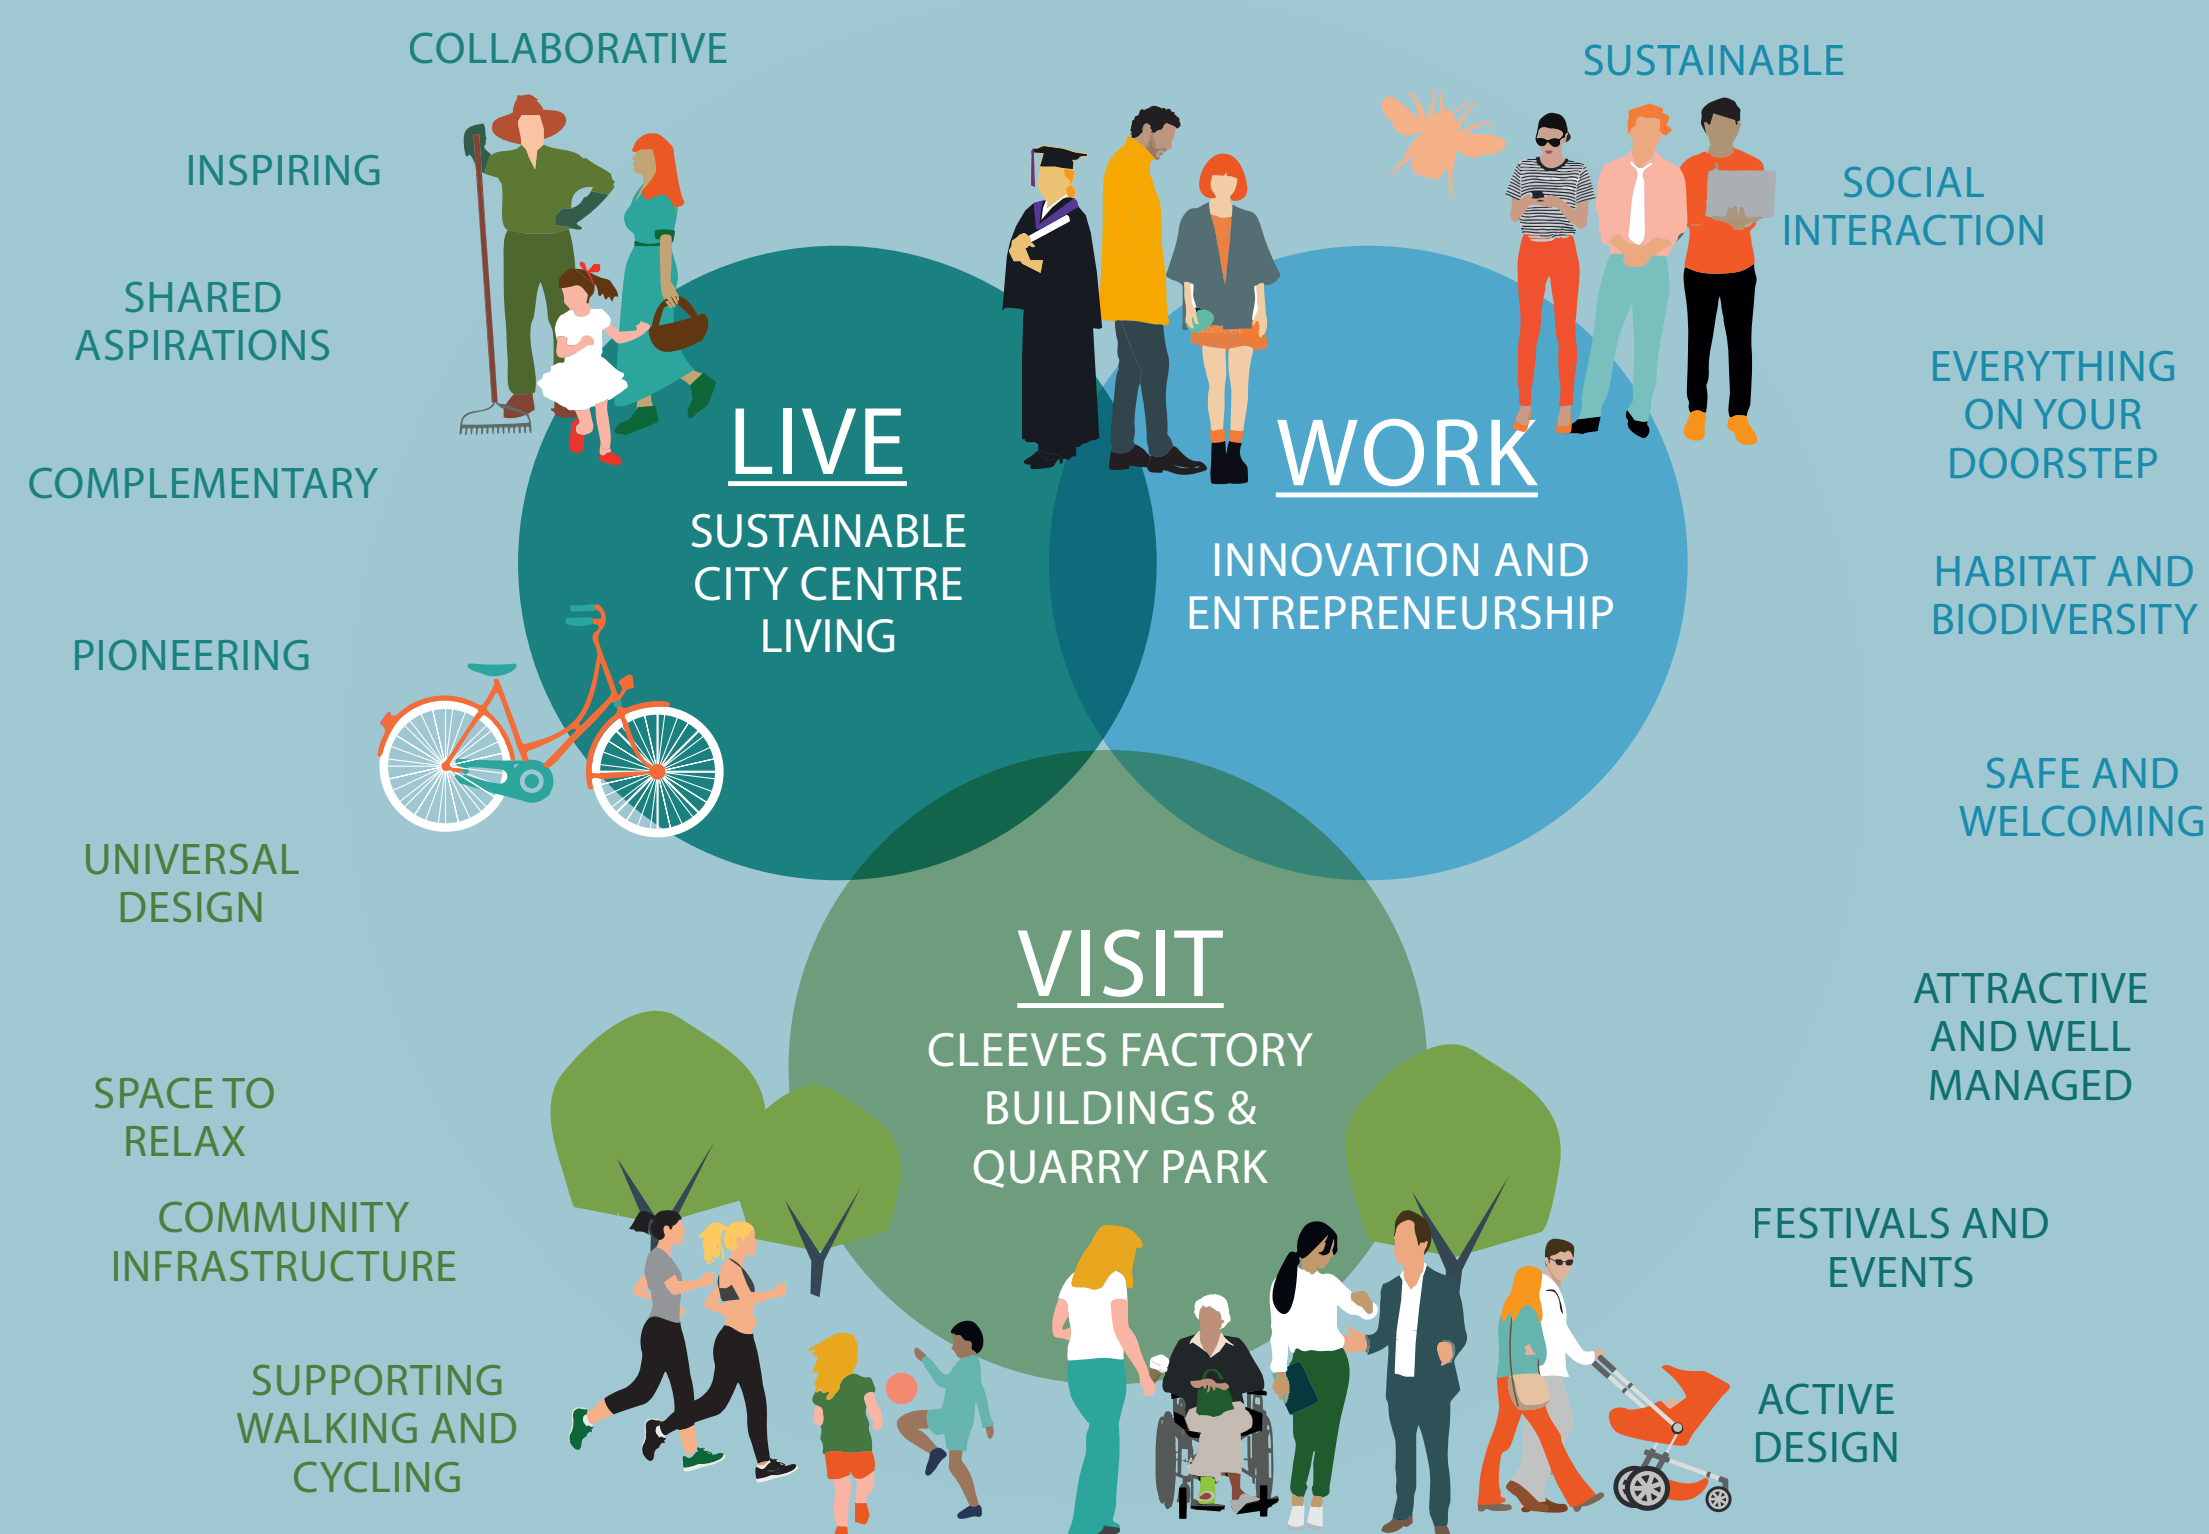 COLLABORATIVE
INSPIRING
SHARED
ASPIRATIONS
COMPLEMENTARY
PIONEERING
UNIVERSAL
DESIGN
SPACE TO
RELAX
COMMUNITY
INFRASTRUCTURE
SUPPORTING
WALKING AND
CYCLING
LIVE
SUSTAINABLE
CITY CENTRE
LIVING
WORK
INNOVATION AND
ENTREPRENEURSHIP
VISIT
CLEEVES FACTORY
BUILDINGS &
QUARRY PARK
SUSTAINABLE
SOCIAL
INTERACTION
EVERYTHING
ON YOUR
DOORSTEP
HABITAT AND
BIODIVERSITY
SAFE AND
WELCOMING
ATTRACTIVE
AND WELL
MANAGED
FESTIVALS AND
EVENTS
ACTIVE
DESIGN